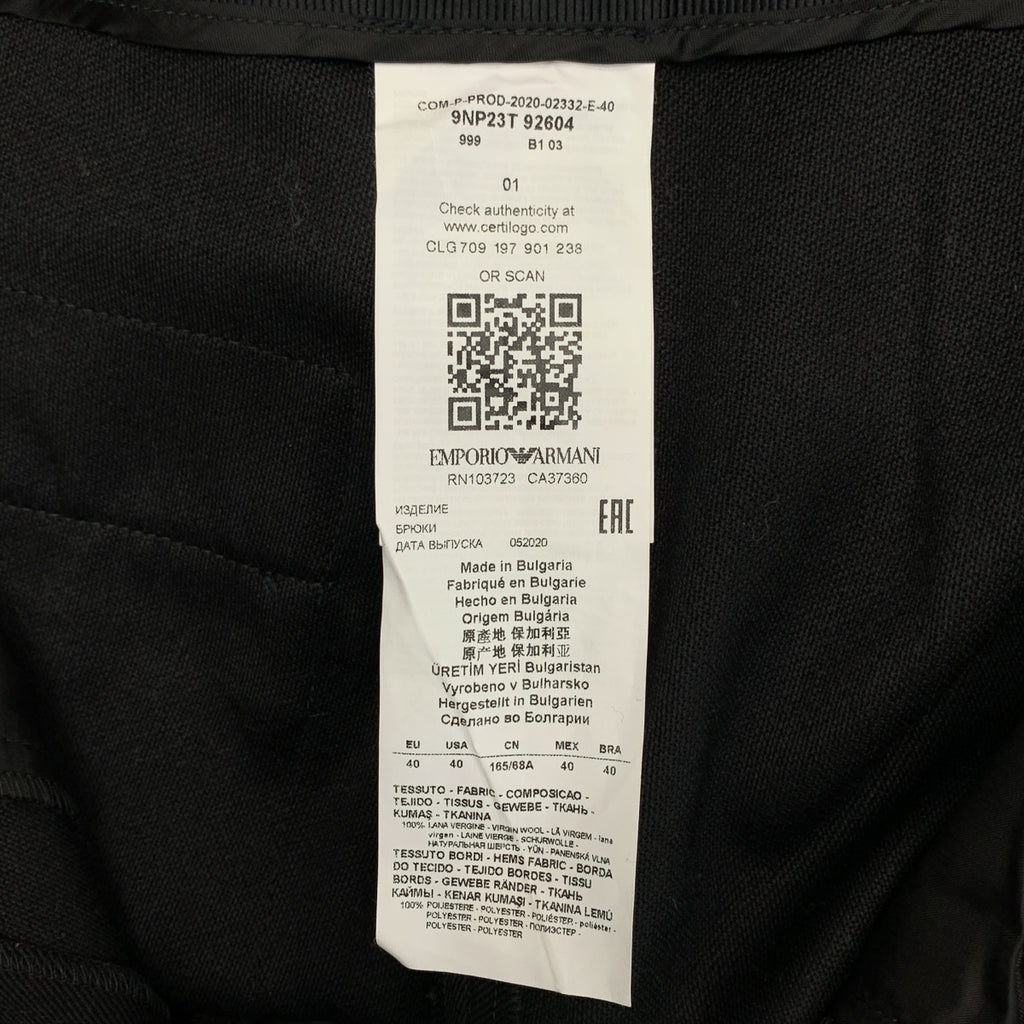 COM-P-PROD-2020-02332-E-40
9NP23T 92604
999 B1 03
01
Check authenticity at
www.certilogo.com
CLG 709 197 901 238
OR SCAN
EMPORIO ARMANI
RN103723 CA37360
ИЗДЕЛИЕ
EAC
БРЮКИ
ДАТА ВЫПУСКА 052020
Made in Bulgaria
Fabriqué en Bulgarie
Hecho en Bulgaria
Origem Bulgária
原產地 保加利亞
原产地 保加利亚
ÜRETİM YERİ Bulgaristan
Vyrobeno v Bulharsko
Hergestellt in Bulgarien
Сделано во Болгарии
EU USA CN MEX BRA
40 40 165/68A 40 40
TESSUTO - FABRIC - COMPOSICAO -
TEJIDO - TISSUS - GEWEBE - ТКАНЬ -
KUMAŞ - TKANINA
100% LANA VERGINE - VIRGIN WOOL - LÃ VIRGEM - lana
virgen - LAINE VIERGE - SCHURWOLLE -
НАТУРАЛЬНАЯ ШЕРСТЬ - YÜN - PANENSKÁ VLNA
TESSUTO BORDI - HEMS FABRIC - BORDA
DO TECIDO - TEJIDO BORDES - TISSU
BORDS - GEWEBE RÄNDER - ТКАНЬ
КАЙМЫ - KENAR KUMAŞI - TKANINA LEMŮ
100% POLIESTERE - POLYESTER - POLIÉSTER - poliéster -
POLYESTER - POLYESTER - ПОЛИЭСТЕР -
POLYESTER - POLYESTER